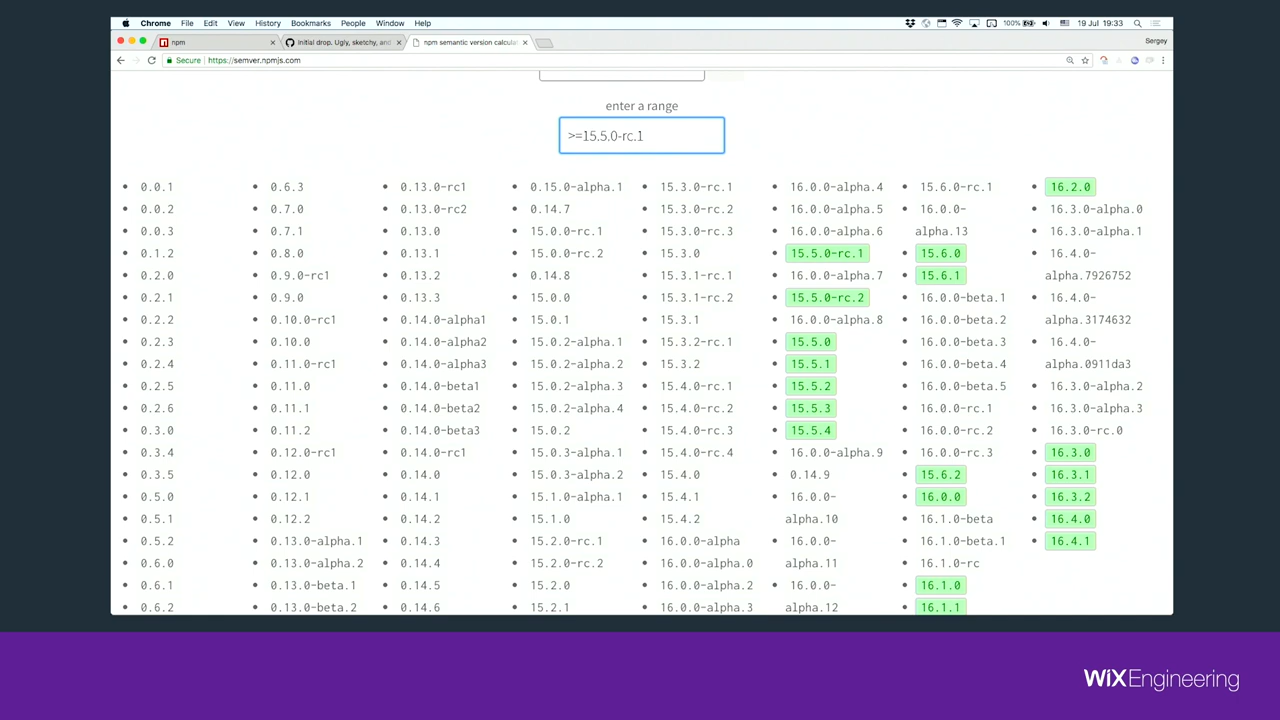 Chrome File Edit View History Bookmarks People Window Help 100% 19 Jul 19:33
npm
Initial drop. Ugly, sketchy, and
npm semantic version calculat
Sergey
Secure https://semver.npmjs.com
enter a range
>=15.5.0-rc.1
0.0.1
0.0.2
0.0.3
0.1.2
0.2.0
0.2.1
0.2.2
0.2.3
0.2.4
0.2.5
0.2.6
0.3.0
0.3.4
0.3.5
0.5.0
0.5.1
0.5.2
0.6.0
0.6.1
0.6.2
0.6.3
0.7.0
0.7.1
0.8.0
0.9.0-rc1
0.9.0
0.10.0-rc1
0.10.0
0.11.0-rc1
0.11.0
0.11.1
0.11.2
0.12.0-rc1
0.12.0
0.12.1
0.12.2
0.13.0-alpha.1
0.13.0-alpha.2
0.13.0-beta.1
0.13.0-beta.2
0.13.0-rc1
0.13.0-rc2
0.13.0
0.13.1
0.13.2
0.13.3
0.14.0-alpha1
0.14.0-alpha2
0.14.0-alpha3
0.14.0-beta1
0.14.0-beta2
0.14.0-beta3
0.14.0-rc1
0.14.0
0.14.1
0.14.2
0.14.3
0.14.4
0.14.5
0.14.6
0.15.0-alpha.1
0.14.7
15.0.0-rc.1
15.0.0-rc.2
0.14.8
15.0.0
15.0.1
15.0.2-alpha.1
15.0.2-alpha.2
15.0.2-alpha.3
15.0.2-alpha.4
15.0.2
15.0.3-alpha.1
15.0.3-alpha.2
15.1.0-alpha.1
15.1.0
15.2.0-rc.1
15.2.0-rc.2
15.2.0
15.2.1
15.3.0-rc.1
15.3.0-rc.2
15.3.0-rc.3
15.3.0
15.3.1-rc.1
15.3.1-rc.2
15.3.1
15.3.2-rc.1
15.3.2
15.4.0-rc.1
15.4.0-rc.2
15.4.0-rc.3
15.4.0-rc.4
15.4.0
15.4.1
15.4.2
16.0.0-alpha
16.0.0-alpha.0
16.0.0-alpha.2
16.0.0-alpha.3
16.0.0-alpha.4
16.0.0-alpha.5
16.0.0-alpha.6
15.5.0-rc.1
16.0.0-alpha.7
15.5.0-rc.2
16.0.0-alpha.8
15.5.0
15.5.1
15.5.2
15.5.3
15.5.4
16.0.0-alpha.9
0.14.9
16.0.0-
alpha.10
16.0.0-
alpha.11
16.0.0-
alpha.12
15.6.0-rc.1
16.0.0-
alpha.13
15.6.0
15.6.1
16.0.0-beta.1
16.0.0-beta.2
16.0.0-beta.3
16.0.0-beta.4
16.0.0-beta.5
16.0.0-rc.1
16.0.0-rc.2
16.0.0-rc.3
15.6.2
16.0.0
16.1.0-beta
16.1.0-beta.1
16.1.0-rc
16.1.0
16.1.1
16.2.0
16.3.0-alpha.0
16.3.0-alpha.1
16.4.0-
alpha.7926752
16.4.0-
alpha.3174632
16.4.0-
alpha.0911da3
16.3.0-alpha.2
16.3.0-alpha.3
16.3.0-rc.0
16.3.0
16.3.1
16.3.2
16.4.0
16.4.1
WiXEngineering